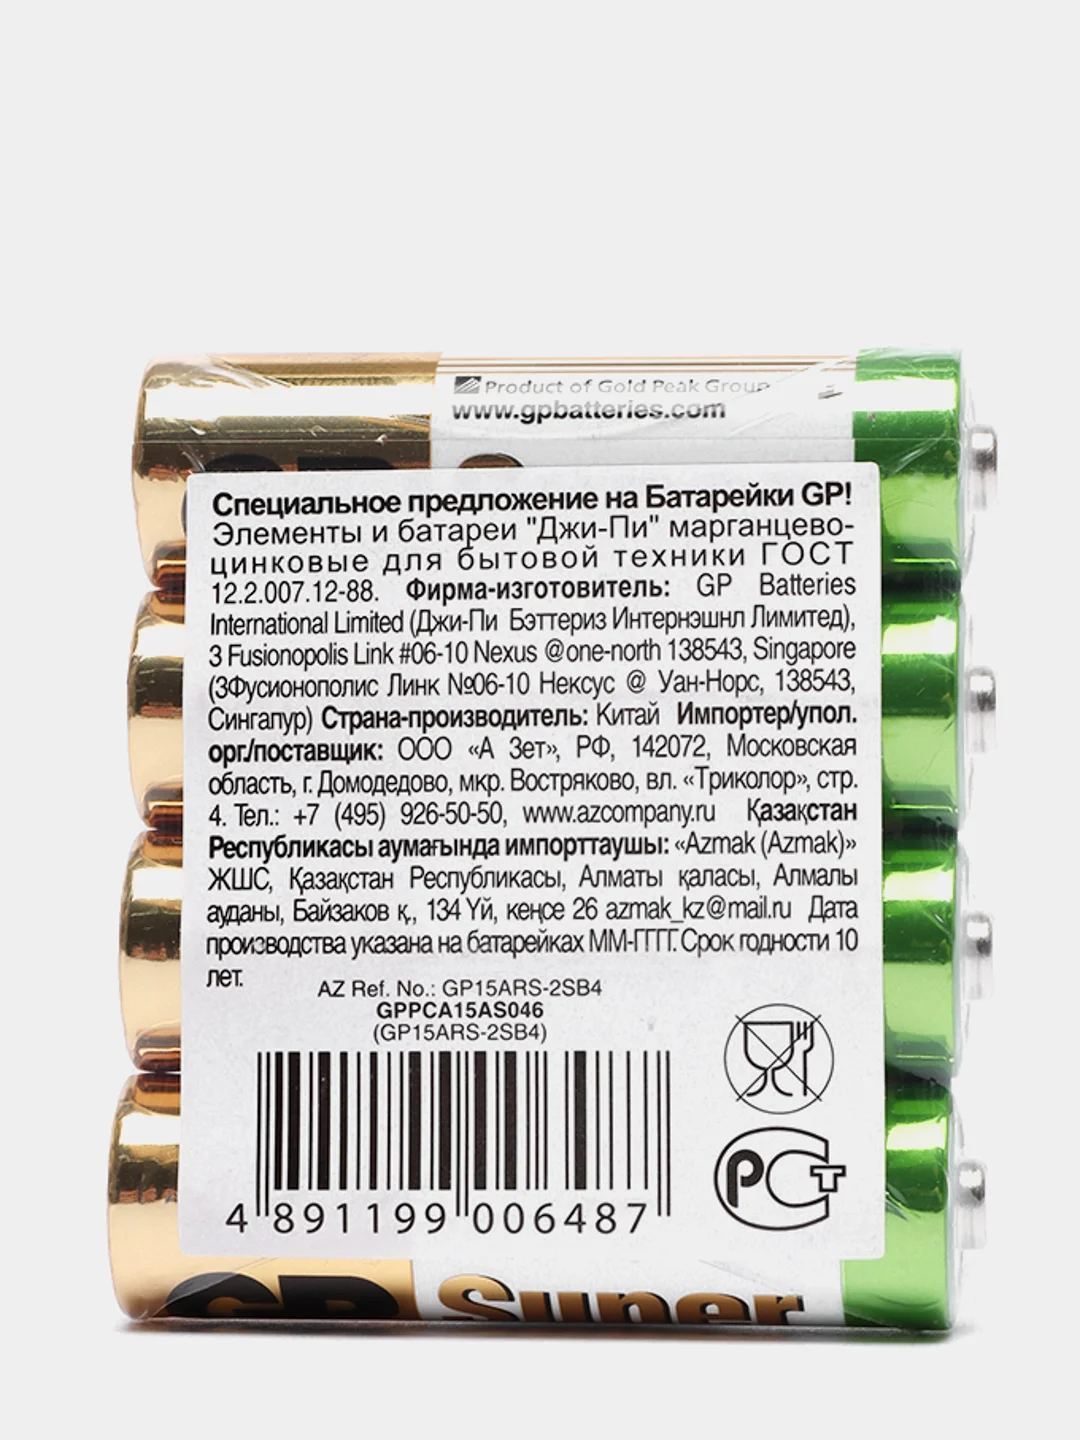 Product of Gold Peak Group
www.gpbatteries.com
Специальное предложение на Батарейки GP!
Элементы и батареи "Джи-Пи" марганцево-
цинковые для бытовой техники ГОСТ
12.2.007.12-88. Фирма-изготовитель: GP Batteries
International Limited (Джи-Пи Бэттериз Интернэшнл Лимитед),
3 Fusionopolis Link #06-10 Nexus @one-north 138543, Singapore
(3Фусионополис Линк №06-10 Нексус @ Уан-Норс, 138543,
Сингапур) Страна-производитель: Китай Импортер/упол.
орг./поставщик: ООО «А Зет», РФ, 142072, Московская
область, г. Домодедово, мкр. Востряково, вл. «Триколор», стр.
4. Тел.: +7 (495) 926-50-50, www.azcompany.ru Қазақстан
Республикасы аумағында импорттаушы: «Azmak (Azmak)»
ЖШС, Қазақстан Республикасы, Алматы қаласы, Алмалы
ауданы, Байзаков қ., 134 Үй, кеңсе 26 azmak_kz@mail.ru Дата
производства указана на батарейках ММ-ГГГГ. Срок годности 10
лет.
AZ Ref. No.: GP15ARS-2SB4
GPPCA15AS046
(GP15ARS-2SB4)
4 891199 006487
РСТ
GP Super